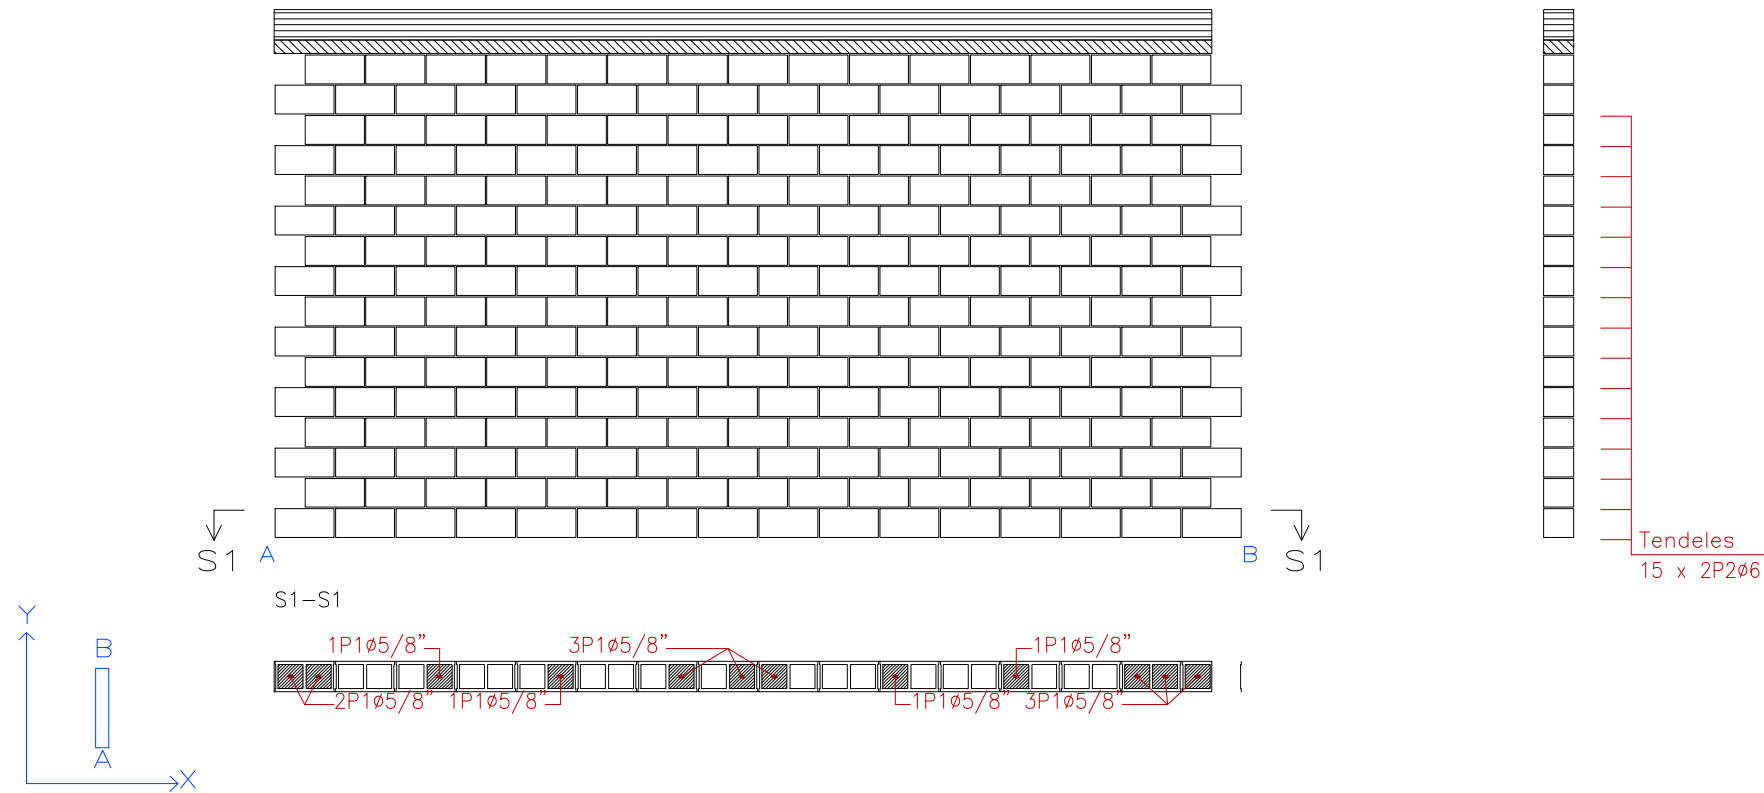 S1
A
B
S1
Tendeles
15 x 2P2ø6
S1-S1
Y
B
A
X
1P1ø5/8"
3P1ø5/8"
1P1ø5/8"
2P1ø5/8"
1P1ø5/8"
1P1ø5/8"
3P1ø5/8"